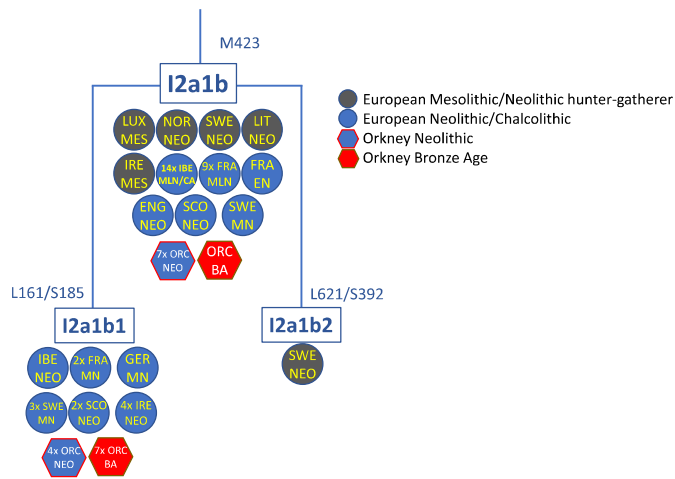 M423
I2a1b
European Mesolithic/Neolithic hunter-gatherer
European Neolithic/Chalcolithic
Orkney Neolithic
Orkney Bronze Age
LUX
MES
NOR
NEO
SWE
NEO
LIT
NEO
IRE
MES
14x IBE
MLN/CA
9x FRA
MLN
FRA
EN
ENG
NEO
SCO
NEO
SWE
MN
7x ORC
NEO
ORC
BA
L161/S185
I2a1b1
L621/S392
I2a1b2
IBE
NEO
2x FRA
MN
GER
MN
SWE
NEO
3x SWE
MN
2x SCO
NEO
4x IRE
NEO
4x ORC
NEO
7x ORC
BA